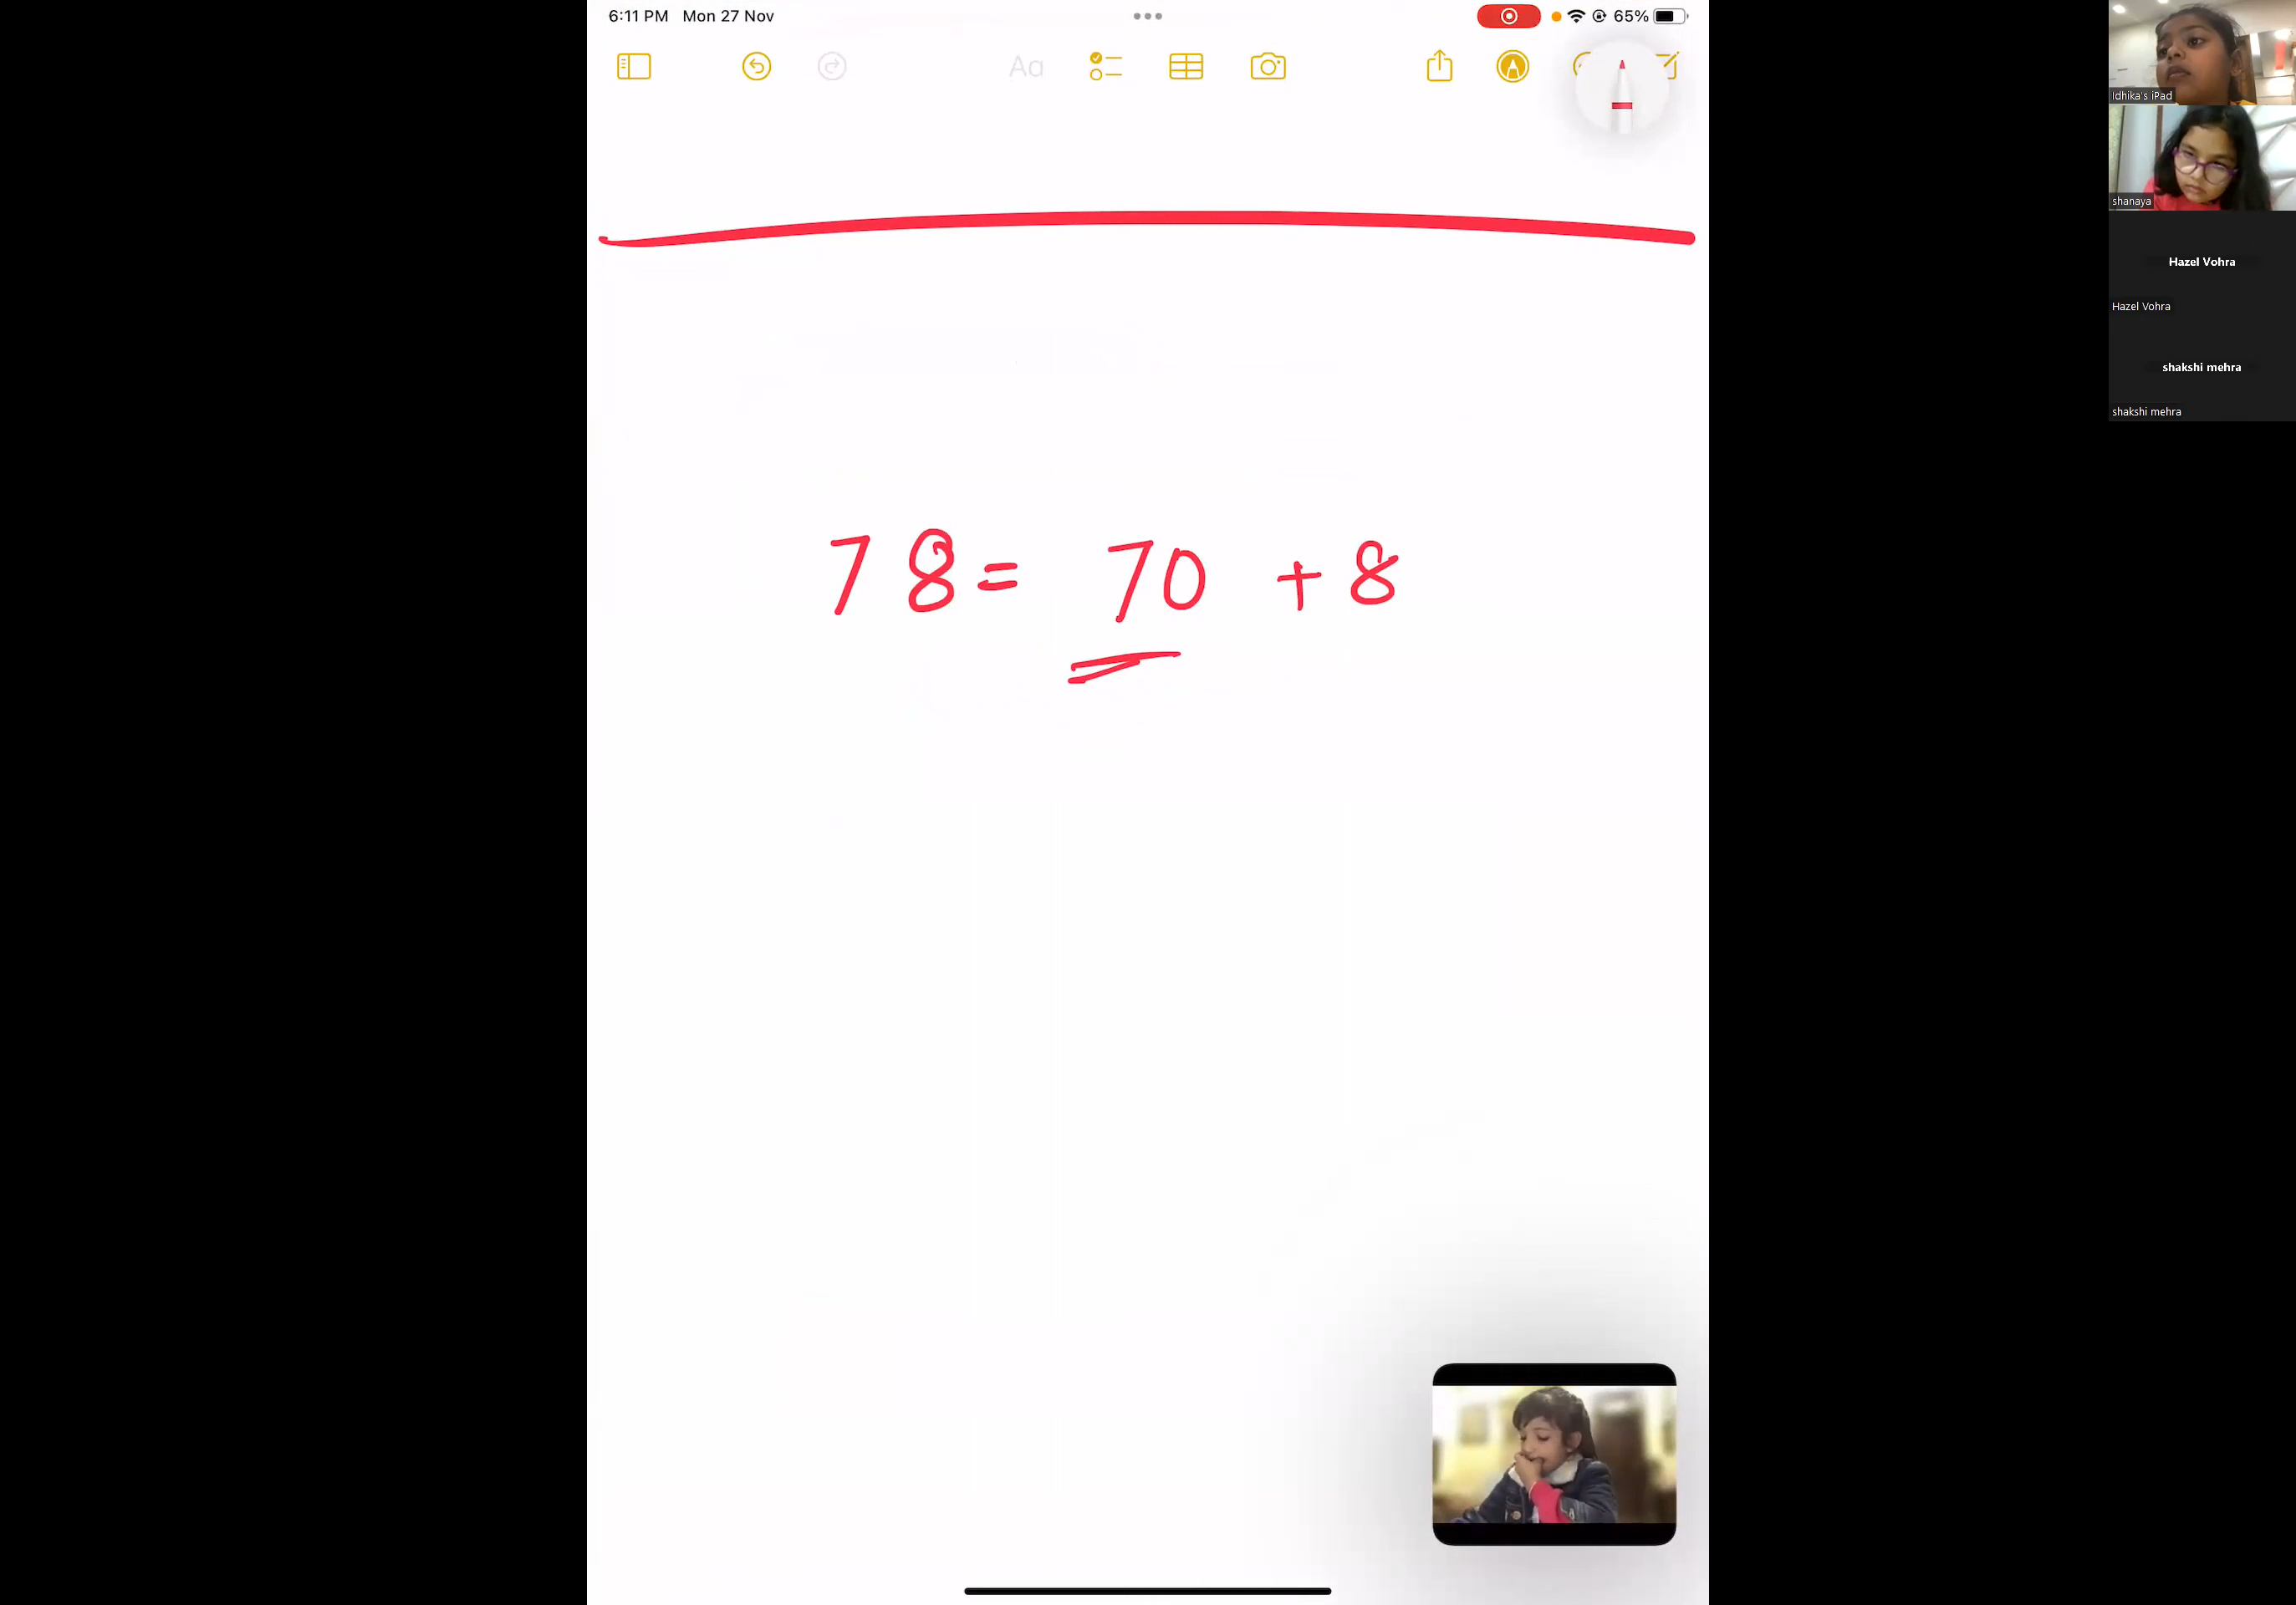 6:11 PM Mon 27 Nov
65%
Aa
78 = 70 + 8
Idhika's iPad
shanaya
Hazel Vohra
Hazel Vohra
shakshi mehra
shakshi mehra